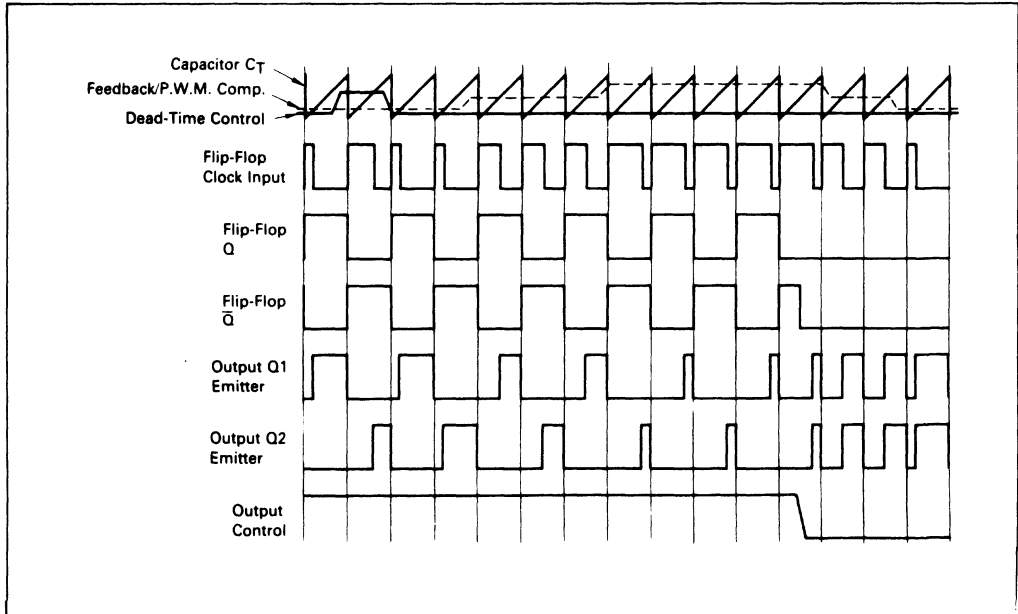 Capacitor CT
Feedback/P.W.M. Comp.
Dead-Time Control
Flip-Flop
Clock Input
Flip-Flop
Q
Flip-Flop
Q̅
Output Q1
Emitter
Output Q2
Emitter
Output
Control